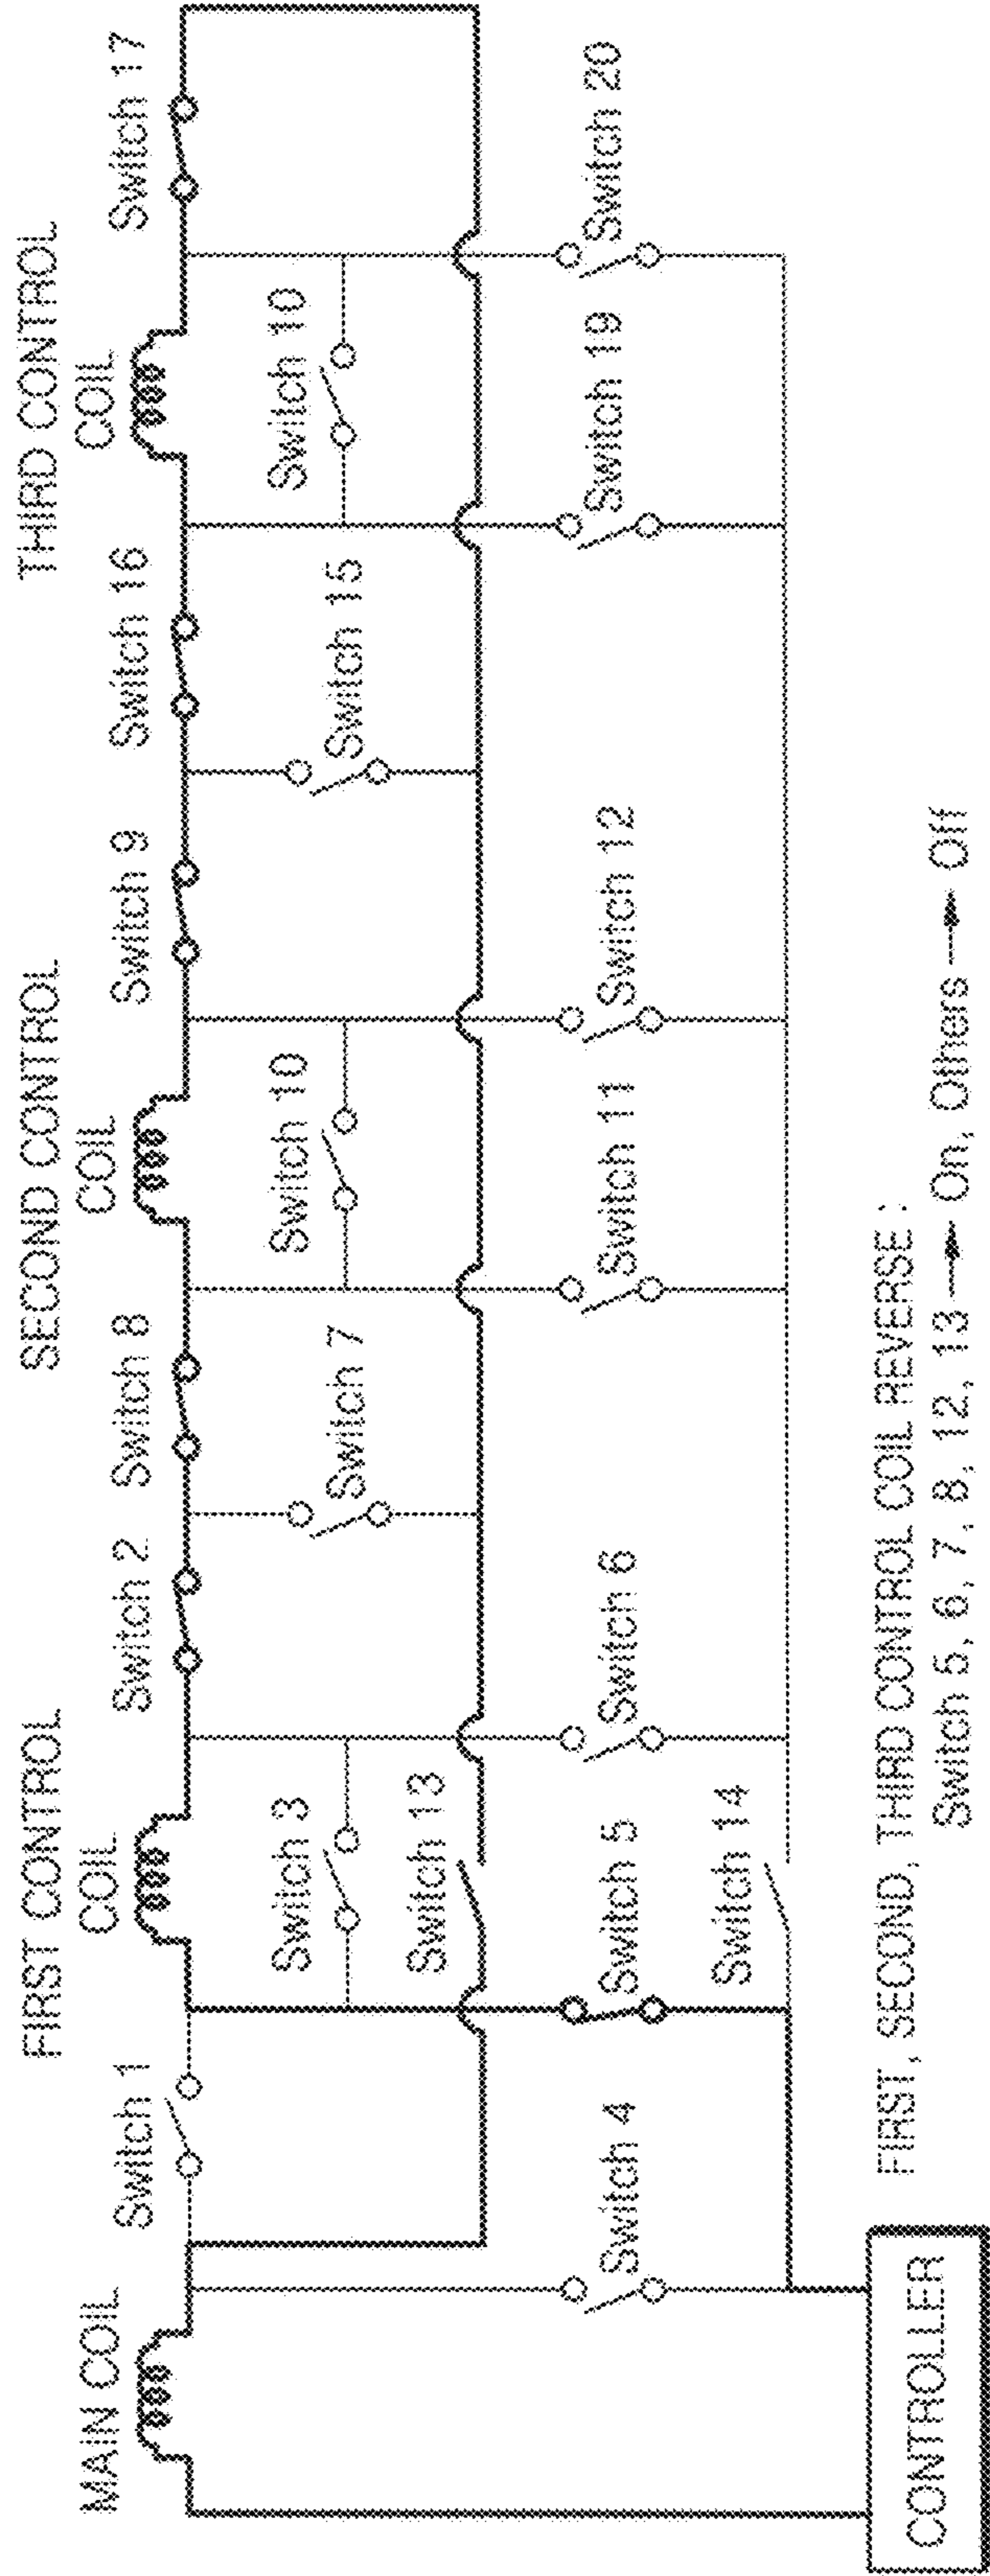 MAIN COIL
FIRST CONTROL
COIL
SECOND CONTROL
COIL
THIRD CONTROL
COIL
Switch 1
Switch 2
Switch 8
Switch 9
Switch 16
Switch 17
Switch 3
Switch 7
Switch 10
Switch 15
Switch 10
Switch 13
Switch 4
Switch 5
Switch 6
Switch 11
Switch 12
Switch 19
Switch 20
Switch 14
CONTROLLER
FIRST, SECOND, THIRD CONTROL COIL REVERSE :
Switch 5, 6, 7, 8, 12, 13 → On, Others → Off